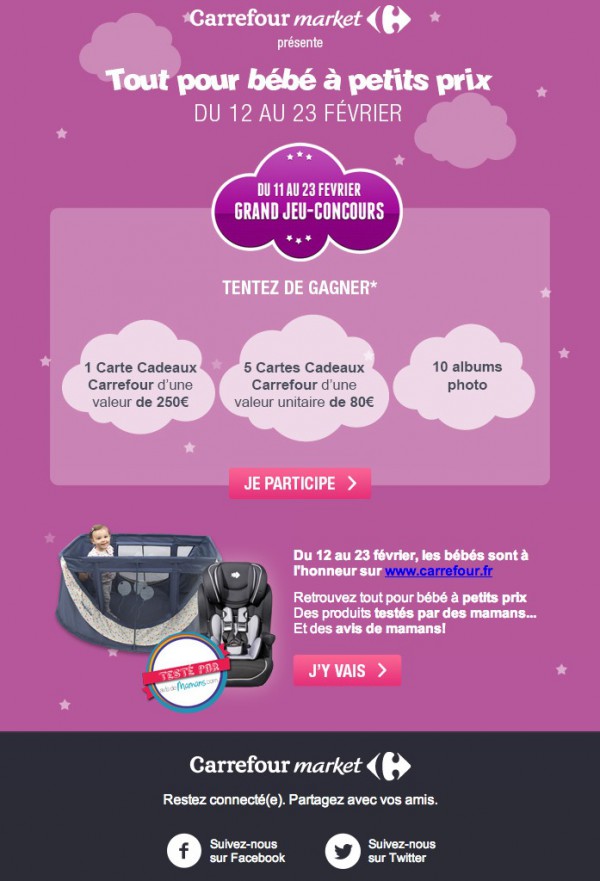 Carrefour market
présente
Tout pour bébé à petits prix
DU 12 AU 23 FÉVRIER
DU 11 AU 23 FEVRIER
GRAND JEU-CONCOURS
TENTEZ DE GAGNER*
1 Carte Cadeaux
Carrefour d'une
valeur de 250€
5 Cartes Cadeaux
Carrefour d'une
valeur unitaire de 80€
10 albums
photo
JE PARTICIPE
Du 12 au 23 février, les bébés sont à
l'honneur sur www.carrefour.fr
Retrouvez tout pour bébé à petits prix
Des produits testés par des mamans...
Et des avis de mamans!
TESTÉ PAR
avis de Mamans.com
J'Y VAIS
Carrefour market
Restez connecté(e). Partagez avec vos amis.
Suivez-nous
sur Facebook
Suivez-nous
sur Twitter